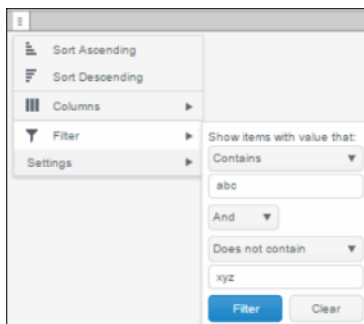 Sort Ascending
Sort Descending
Columns
Filter
Settings
Show items with value that:
Contains
abc
And
Does not contain
xyz
Filter
Clear